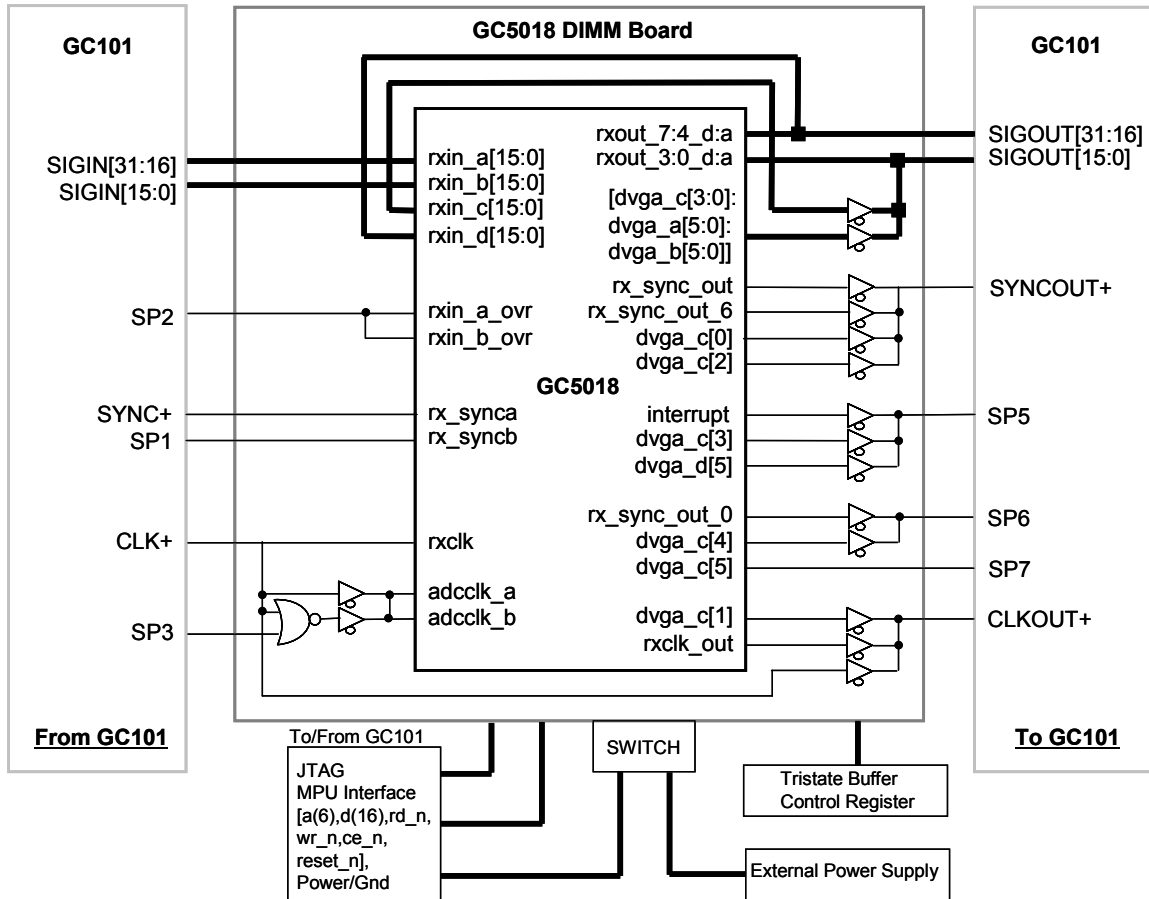 GC101
GC5018 DIMM Board
GC101
SIGIN[31:16]
SIGIN[15:0]
SP2
SYNC+
SP1
CLK+
SP3
From GC101
rxin_a[15:0]
rxin_b[15:0]
rxin_c[15:0]
rxin_d[15:0]
rxin_a_ovr
rxin_b_ovr
rx_synca
rx_syncb
rxclk
adcclk_a
adcclk_b
GC5018
rxout_7:4_d:a
rxout_3:0_d:a
[dvga_c[3:0]:
dvga_a[5:0]:
dvga_b[5:0]]
rx_sync_out
rx_sync_out_6
dvga_c[0]
dvga_c[2]
interrupt
dvga_c[3]
dvga_d[5]
rx_sync_out_0
dvga_c[4]
dvga_c[5]
dvga_c[1]
rxclk_out
SIGOUT[31:16]
SIGOUT[15:0]
SYNCOUT+
SP5
SP6
SP7
CLKOUT+
To GC101
To/From GC101
JTAG
MPU Interface
[a(6),d(16),rd_n,
wr_n,ce_n,
reset_n],
Power/Gnd
SWITCH
Tristate Buffer
Control Register
External Power Supply